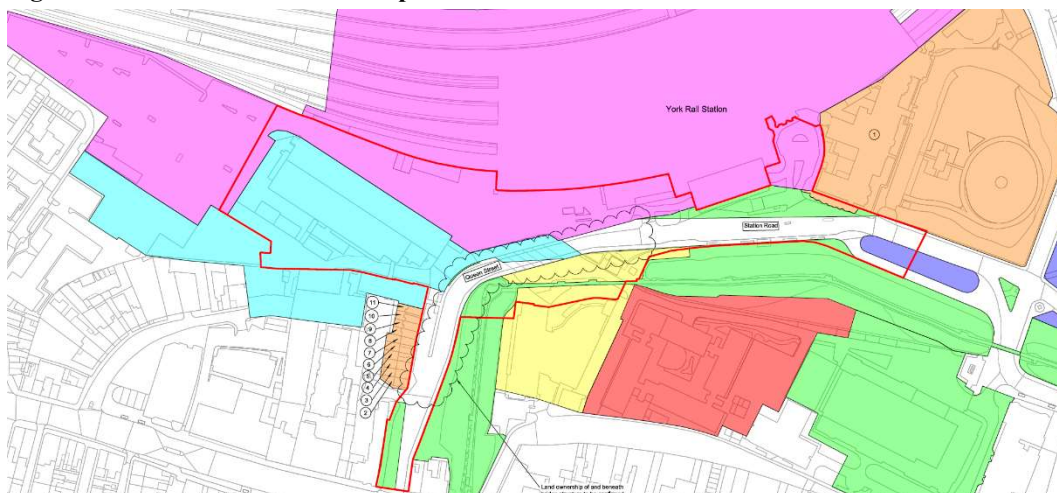 York Rail Station
1
Station Road
Queen Street
11
10
9
8
7
6
5
4
3
2
Land ownership of and beneath